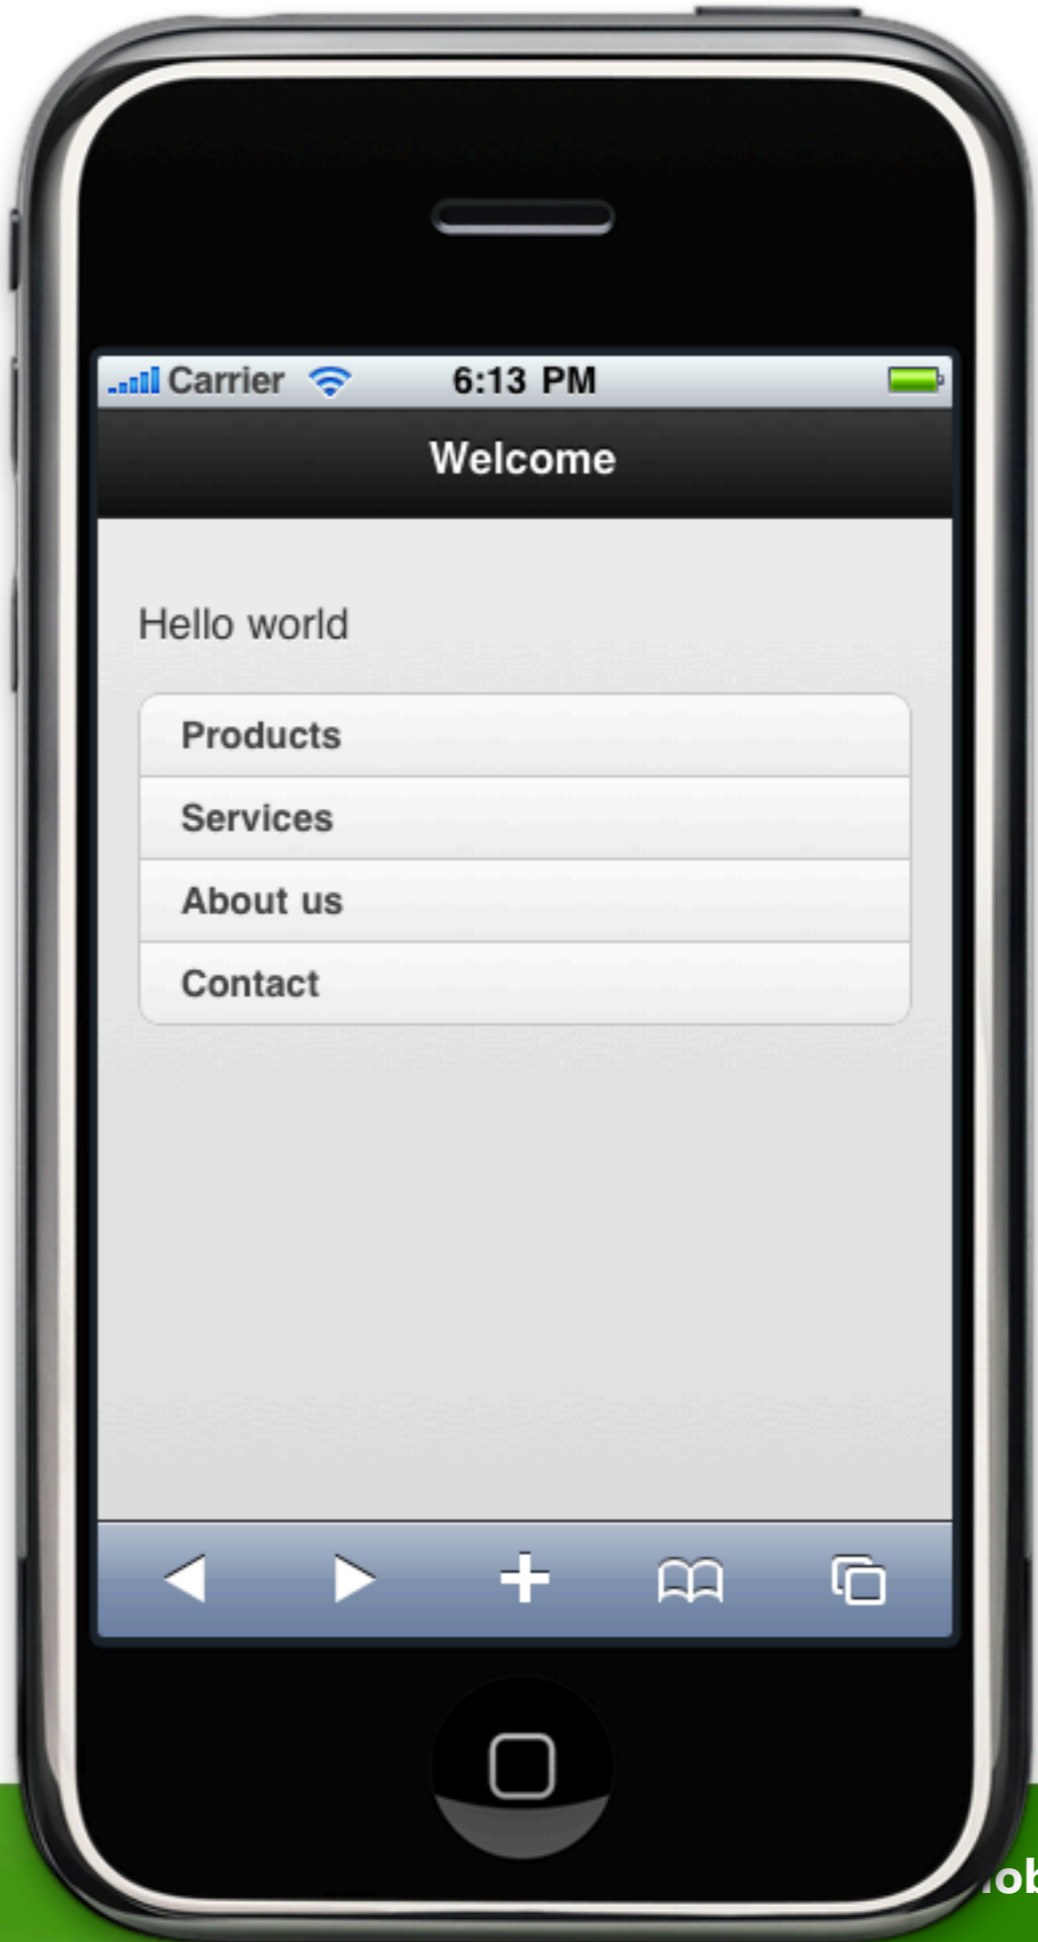 Carrier 6:13 PM
Welcome
Hello world
Products
Services
About us
Contact